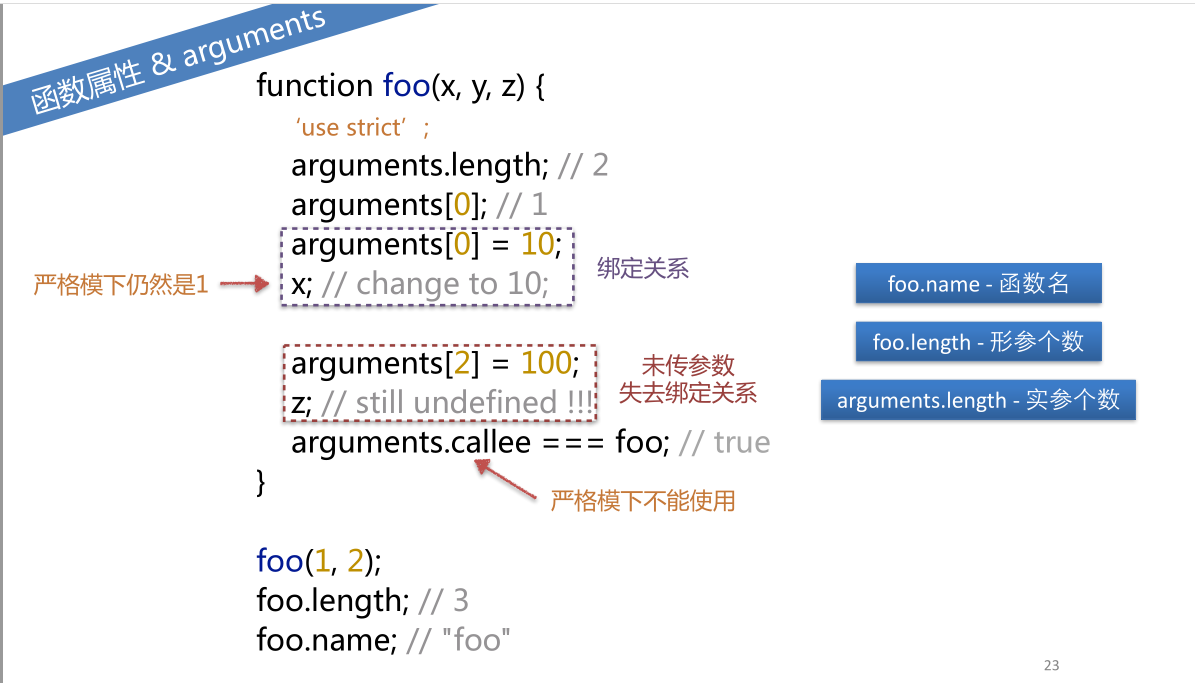 函数属性 & arguments
function foo(x, y, z) {
‘use strict’;
arguments.length; // 2
arguments[0]; // 1
arguments[0] = 10;
x; // change to 10;
严格模下仍然是1
绑定关系
arguments[2] = 100;
z; // still undefined !!!
未传参数
失去绑定关系
arguments.callee === foo; // true
}
严格模下不能使用
foo(1, 2);
foo.length; // 3
foo.name; // "foo"
foo.name - 函数名
foo.length - 形参个数
arguments.length - 实参个数
23